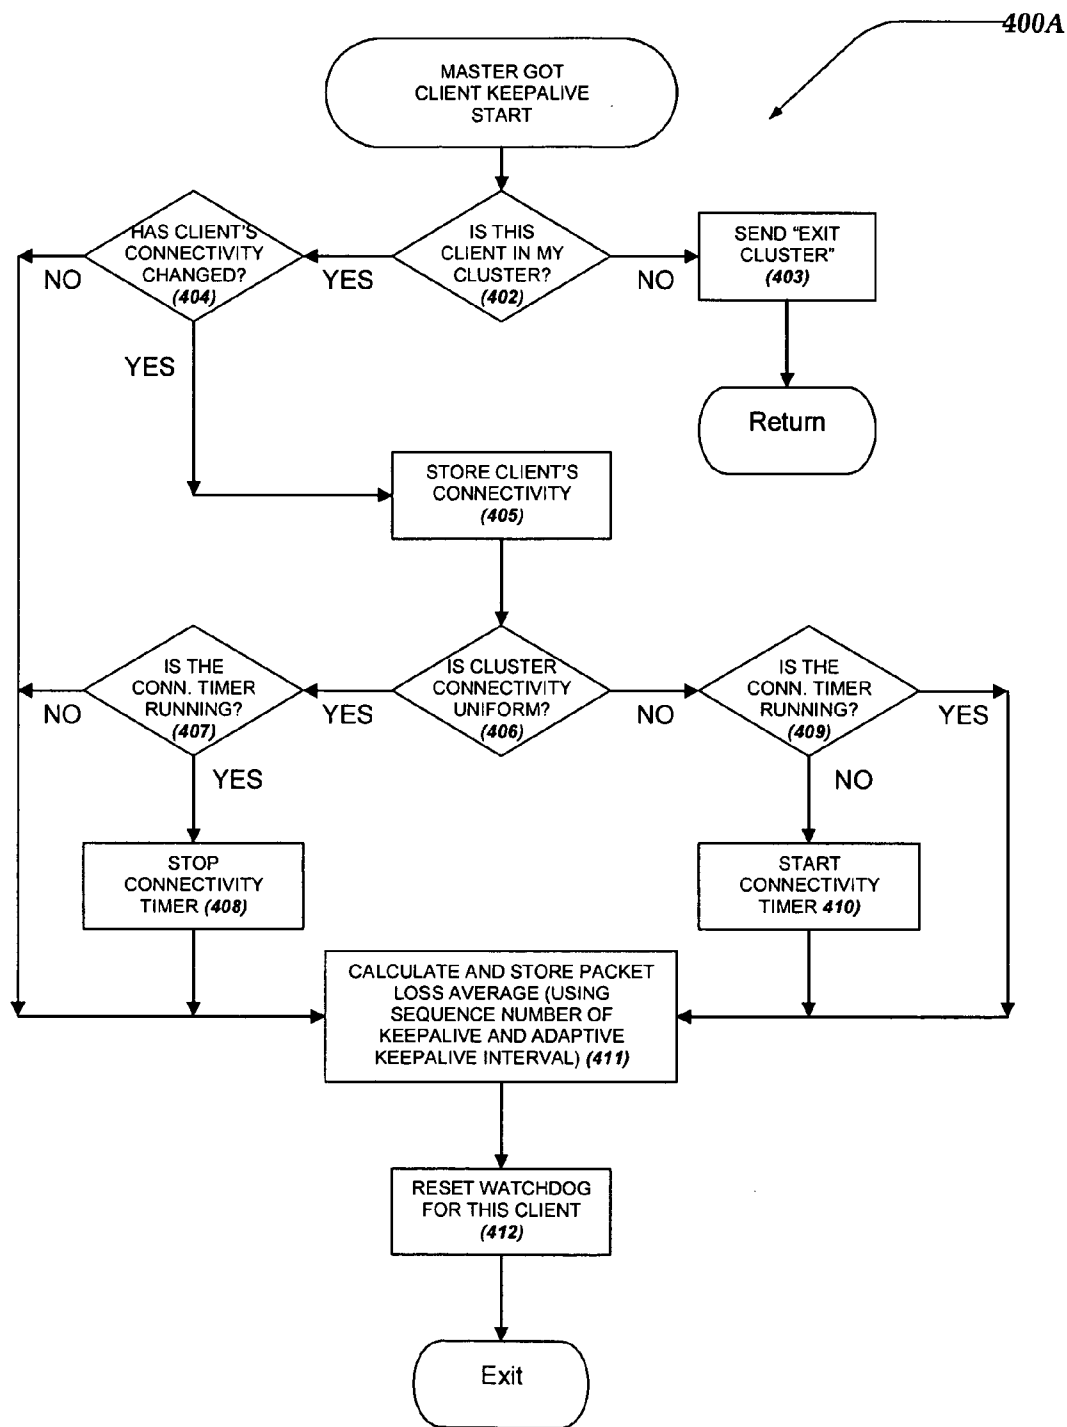 400A
MASTER GOT
CLIENT KEEPALIVE
START
HAS CLIENT'S
CONNECTIVITY
CHANGED?
(404)
IS THIS
CLIENT IN MY
CLUSTER?
(402)
SEND "EXIT
CLUSTER"
(403)
NO
YES
NO
YES
Return
STORE CLIENT'S
CONNECTIVITY
(405)
IS THE
CONN. TIMER
RUNNING?
(407)
IS CLUSTER
CONNECTIVITY
UNIFORM?
(406)
IS THE
CONN. TIMER
RUNNING?
(409)
NO
YES
NO
YES
YES
NO
STOP
CONNECTIVITY
TIMER (408)
START
CONNECTIVITY
TIMER 410)
CALCULATE AND STORE PACKET
LOSS AVERAGE (USING
SEQUENCE NUMBER OF
KEEPALIVE AND ADAPTIVE
KEEPALIVE INTERVAL) (411)
RESET WATCHDOG
FOR THIS CLIENT
(412)
Exit